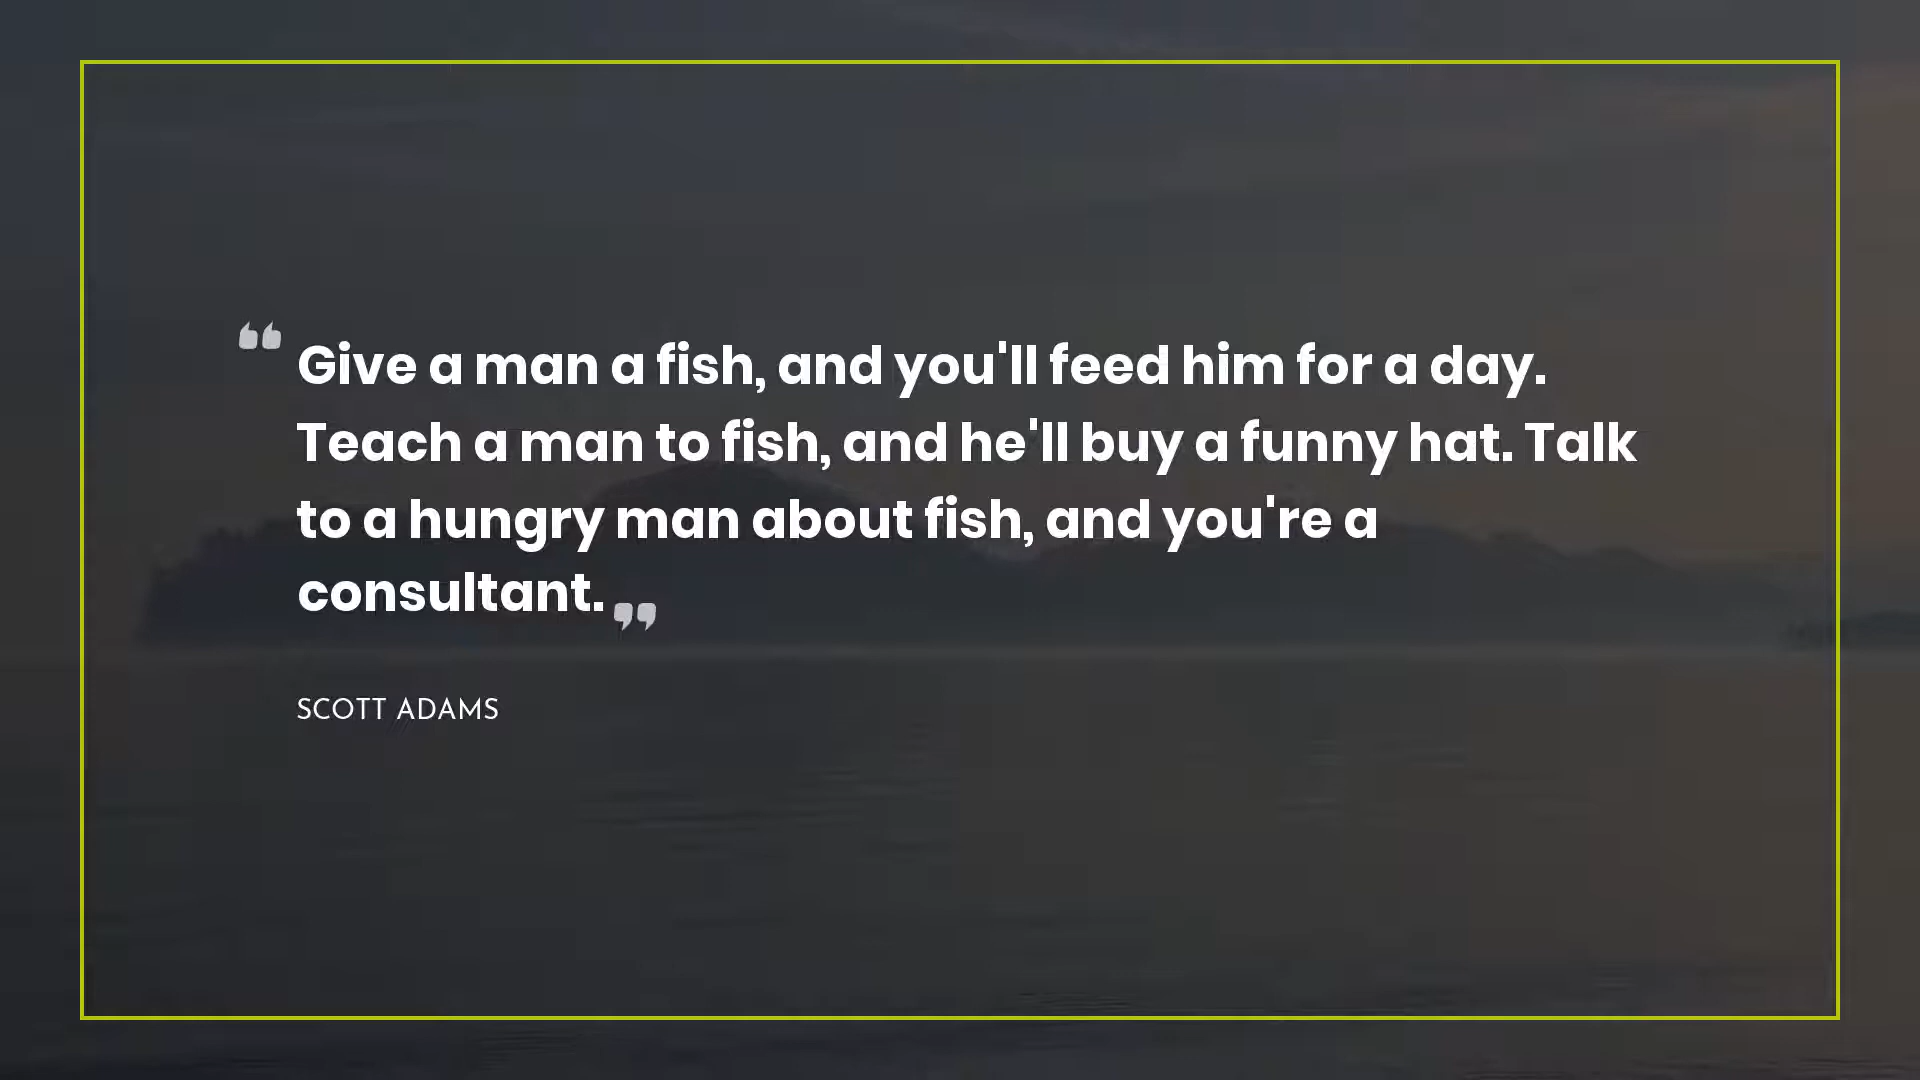 ❝ Give a man a fish, and you'll feed him for a day.
Teach a man to fish, and he'll buy a funny hat. Talk
to a hungry man about fish, and you're a
consultant. ❞
SCOTT ADAMS